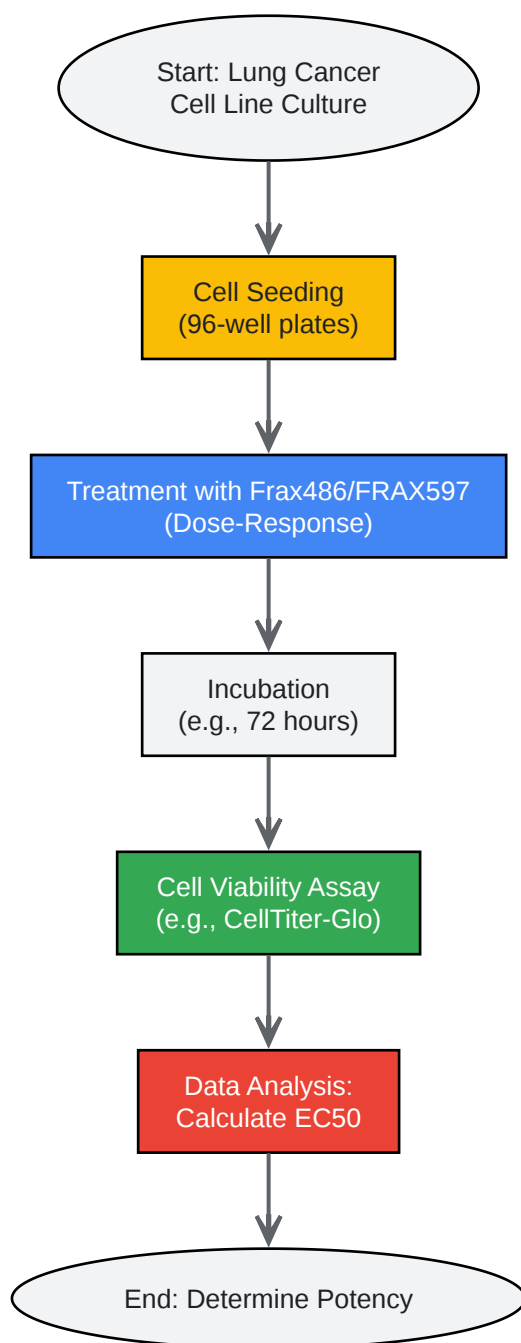 Start: Lung Cancer
Cell Line Culture
Cell Seeding
(96-well plates)
Treatment with Frax486/FRAX597
(Dose-Response)
Incubation
(e.g., 72 hours)
Cell Viability Assay
(e.g., CellTiter-Glo)
Data Analysis:
Calculate EC50
End: Determine Potency